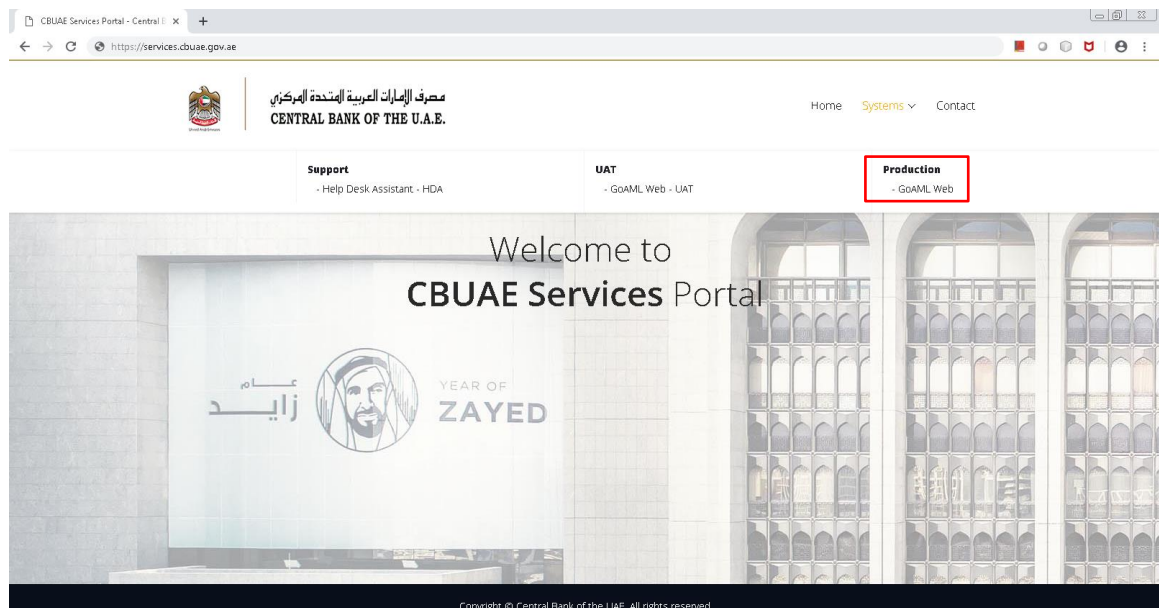 CBUAE Services Portal - Central
https://services.cbuae.gov.ae
مصرف الإمارات العربية المتحدة المركزي
CENTRAL BANK OF THE U.A.E.
Home Systems Contact
Support
- Help Desk Assistant - HDA
UAT
- GoAML Web - UAT
Production
- GoAML Web
Welcome to
CBUAE Services Portal
عـــام
زايـــد
YEAR OF
ZAYED
Copyright © Central Bank of the UAE. All rights reserved